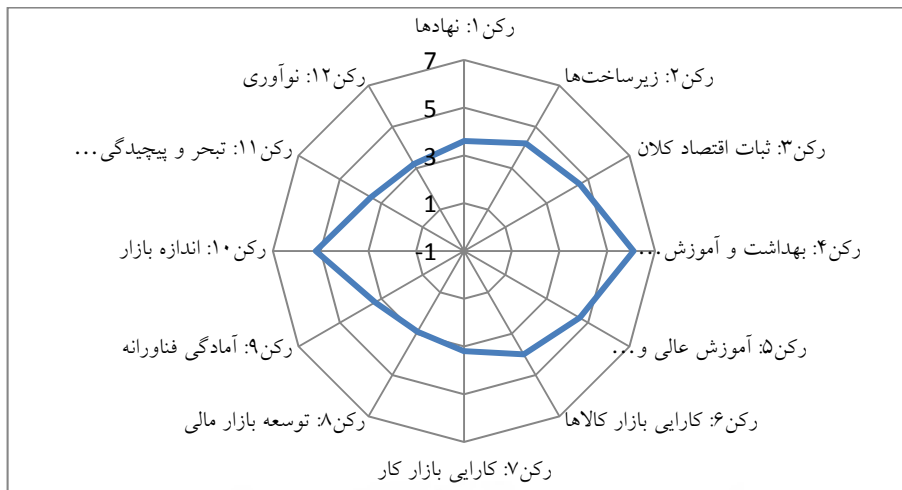 رکن۱: نهادها
رکن۲: زیرساخت‌ها
رکن۳: ثبات اقتصاد کلان
رکن۴: بهداشت و آموزش...
رکن۵: آموزش عالی و...
رکن۶: کارایی بازار کالاها
رکن۷: کارایی بازار کار
رکن۸: توسعه بازار مالی
رکن۹: آمادگی فناورانه
رکن۱۰: اندازه بازار
رکن۱۱: تبحر و پیچیدگی...
رکن۱۲: نوآوری
7
5
3
1
-1